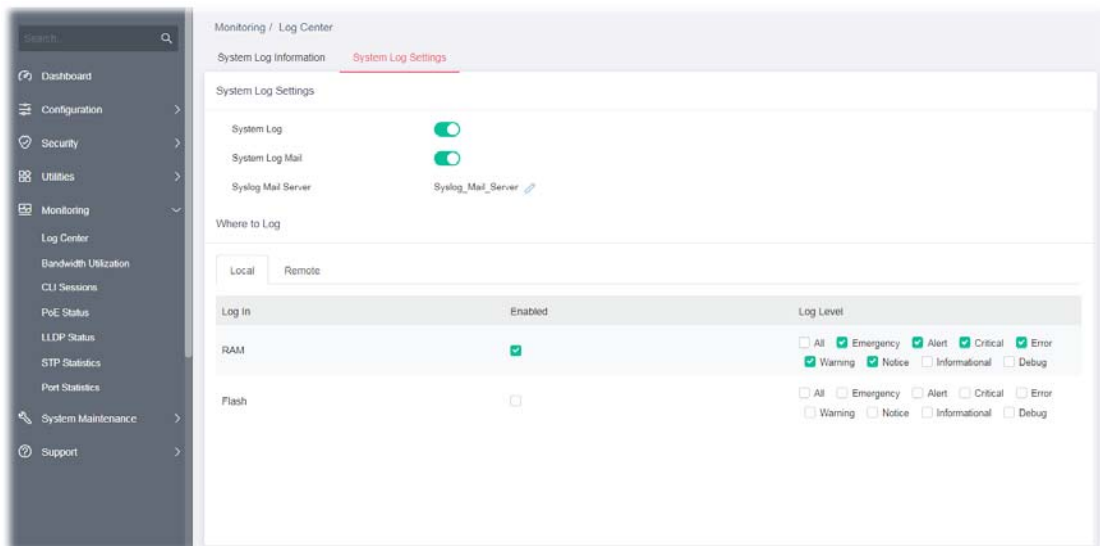 Search...
Dashboard
Configuration
Security
Utilities
Monitoring
Log Center
Bandwidth Utilization
CLI Sessions
PoE Status
LLDP Status
STP Statistics
Port Statistics
System Maintenance
Support
Monitoring / Log Center
System Log Information System Log Settings
System Log Settings
System Log
System Log Mail
Syslog Mail Server Syslog_Mail_Server
Where to Log
Local Remote
Log In Enabled Log Level
RAM All Emergency Alert Critical Error
Warning Notice Informational Debug
Flash All Emergency Alert Critical Error
Warning Notice Informational Debug